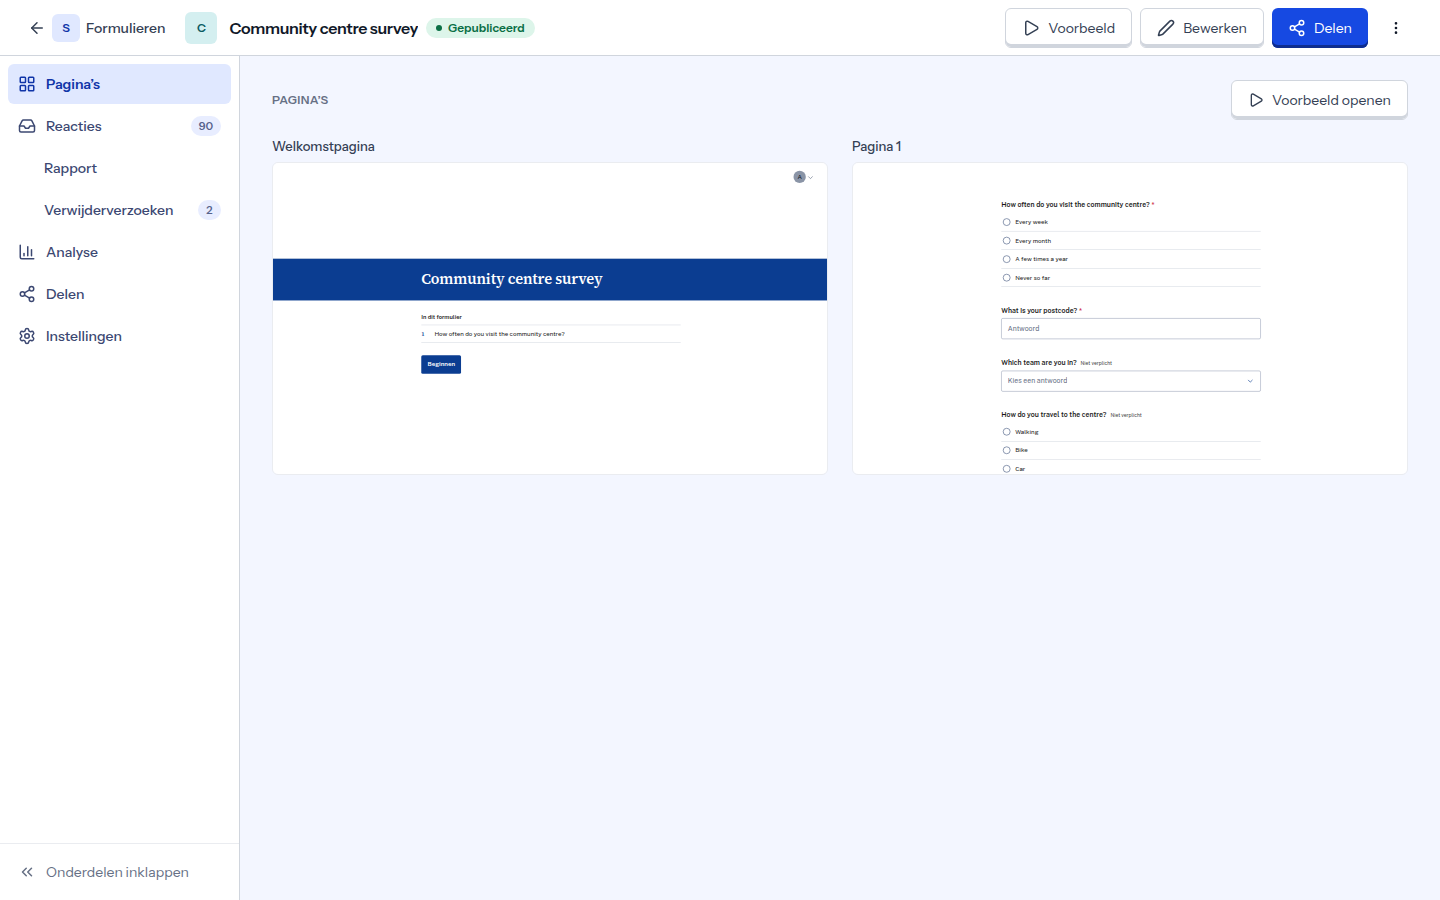 S Formulieren C Community centre survey Gepubliceerd Voorbeeld Bewerken Delen
Pagina's
Reacties 90
Rapport
Verwijderverzoeken 2
Analyse
Delen
Instellingen
Onderdelen inklappen
PAGINA'S Voorbeeld openen
Welkomstpagina
A
Community centre survey
In dit formulier
1 How often do you visit the community centre?
Beginnen
Pagina 1
How often do you visit the community centre? *
Every week
Every month
A few times a year
Never so far
What is your postcode? *
Antwoord
Which team are you in? Niet verplicht
Kies een antwoord
How do you travel to the centre? Niet verplicht
Walking
Bike
Car